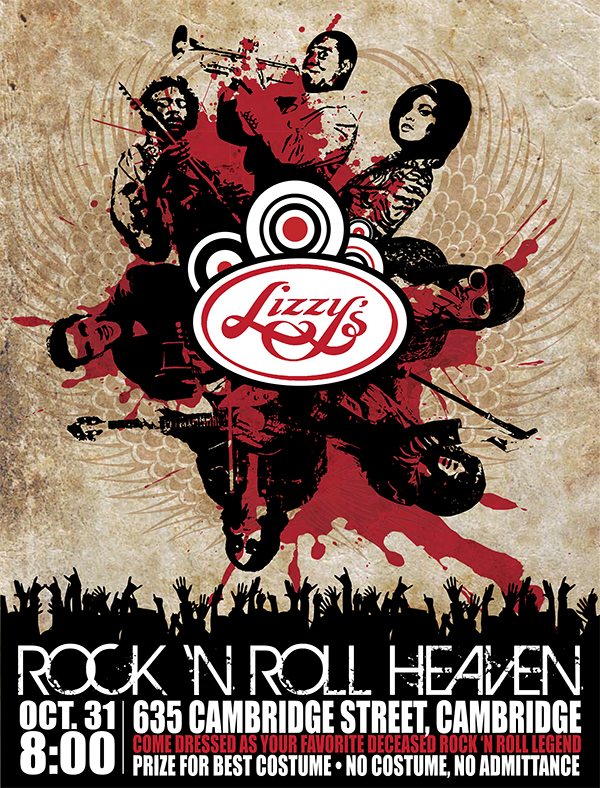 Lizzy's
ROCK 'N ROLL HEAVEN
OCT. 31
8:00
635 CAMBRIDGE STREET, CAMBRIDGE
COME DRESSED AS YOUR FAVORITE DECEASED ROCK 'N ROLL LEGEND
PRIZE FOR BEST COSTUME • NO COSTUME, NO ADMITTANCE